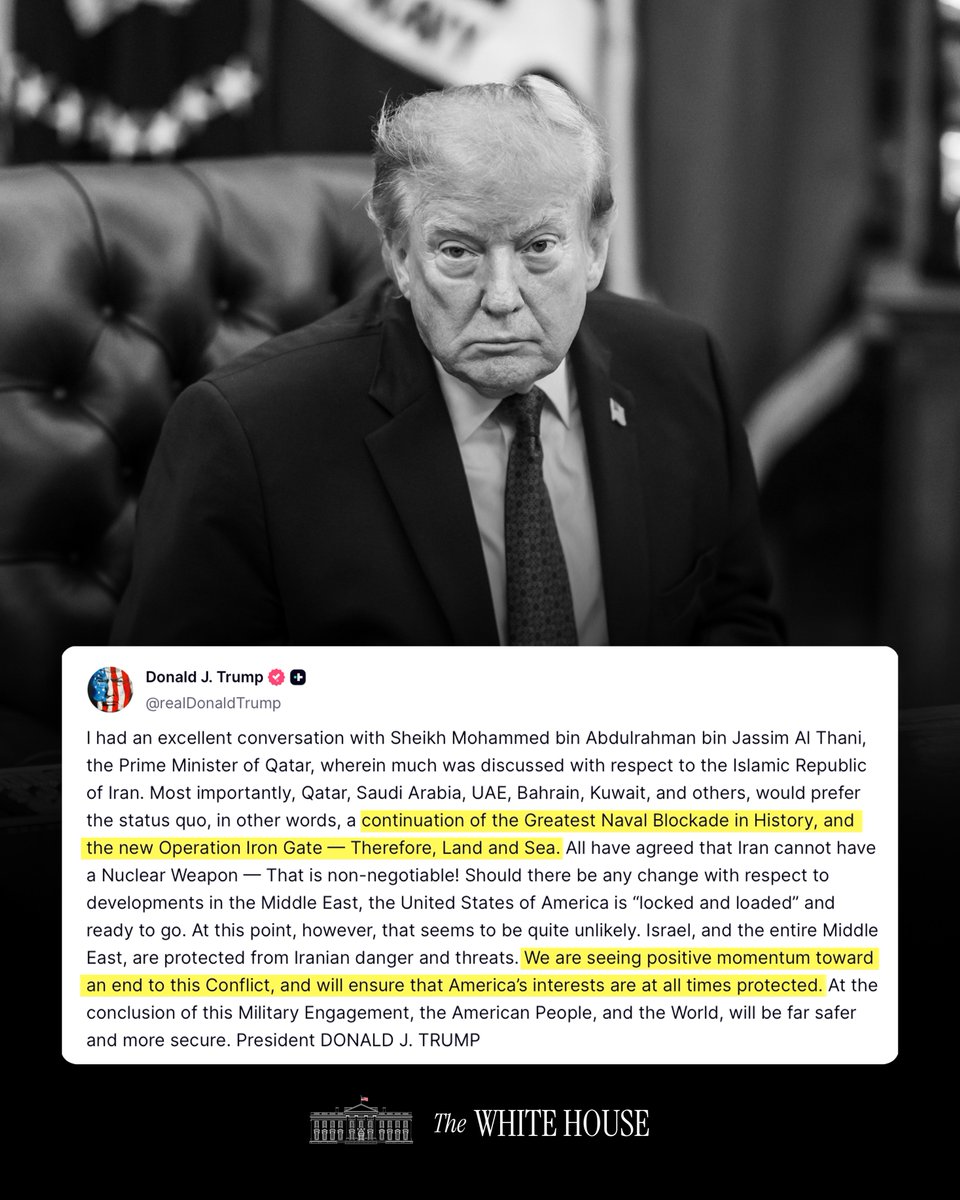 NAVY
Donald J. Trump
@realDonaldTrump
I had an excellent conversation with Sheikh Mohammed bin Abdulrahman bin Jassim Al Thani,
the Prime Minister of Qatar, wherein much was discussed with respect to the Islamic Republic
of Iran. Most importantly, Qatar, Saudi Arabia, UAE, Bahrain, Kuwait, and others, would prefer
the status quo, in other words, a continuation of the Greatest Naval Blockade in History, and
the new Operation Iron Gate — Therefore, Land and Sea. All have agreed that Iran cannot have
a Nuclear Weapon — That is non-negotiable! Should there be any change with respect to
developments in the Middle East, the United States of America is “locked and loaded” and
ready to go. At this point, however, that seems to be quite unlikely. Israel, and the entire Middle
East, are protected from Iranian danger and threats. We are seeing positive momentum toward
an end to this Conflict, and will ensure that America’s interests are at all times protected. At the
conclusion of this Military Engagement, the American People, and the World, will be far safer
and more secure. President DONALD J. TRUMP
The WHITE HOUSE